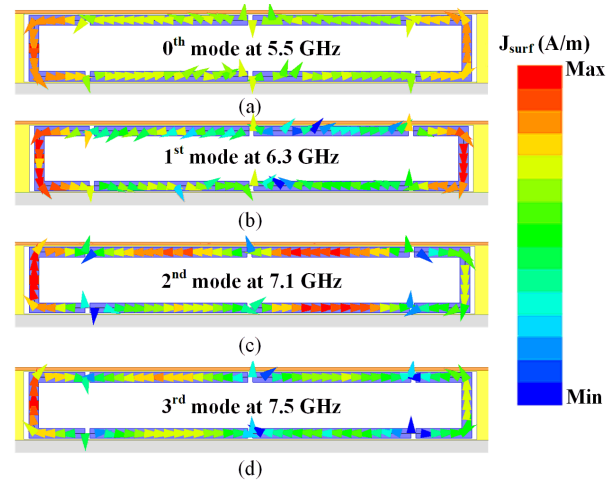 J_surf (A/m)
Max
Min
0th mode at 5.5 GHz
(a)
1st mode at 6.3 GHz
(b)
2nd mode at 7.1 GHz
(c)
3rd mode at 7.5 GHz
(d)